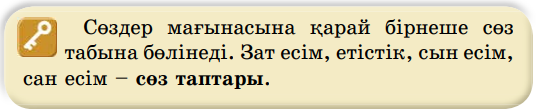 Сөздер мағынасына қарай бірнеше сөз
табына бөлінеді. Зат есім, етістік, сын есім,
сан есім – сөз таптары.